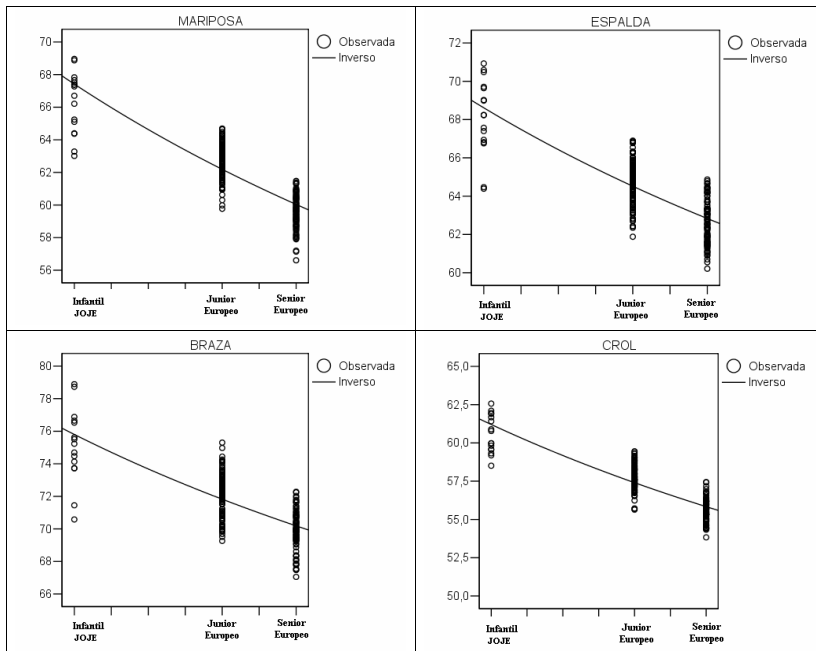 MARIPOSA
Observada
Inverso
70
68
66
64
62
60
58
56
Infantil
JOJE
Junior
Europeo
Senior
Europeo
ESPALDA
Observada
Inverso
72
70
68
66
64
62
60
Infantil
JOJE
Junior
Europeo
Senior
Europeo
BRAZA
Observada
Inverso
80
78
76
74
72
70
68
66
Infantil
JOJE
Junior
Europeo
Senior
Europeo
CROL
Observada
Inverso
65,0
62,5
60,0
57,5
55,0
52,5
50,0
Infantil
JOJE
Junior
Europeo
Senior
Europeo